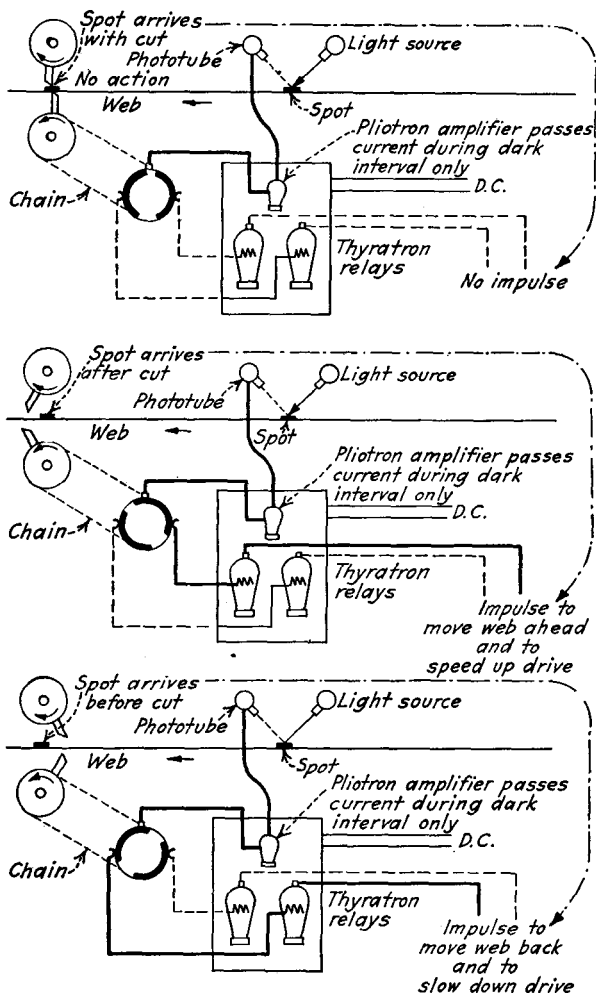 Spot arrives
with cut
Phototube
Light source
No action
Web
Spot
Pliotron amplifier passes
current during dark
interval only
D.C.
Chain
Thyratron
relays
No impulse
Spot arrives
after cut
Phototube
Light source
Web
Spot
Pliotron amplifier passes
current during dark
interval only
D.C.
Chain
Thyratron
relays
Impulse to
move web ahead
and to
speed up drive
Spot arrives
before cut
Phototube
Light source
Web
Spot
Pliotron amplifier passes
current during dark
interval only
D.C.
Chain
Thyratron
relays
Impulse to
move web back
and to
slow down drive